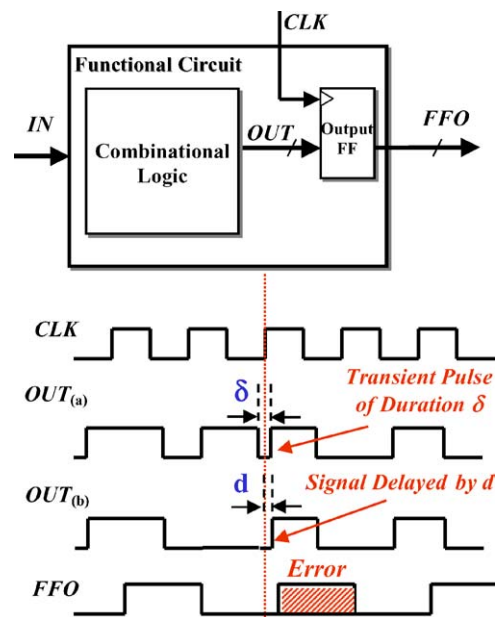 CLK
Functional Circuit
IN
Combinational
Logic
OUT
Output
FF
FFO
CLK
OUT(a)
δ
Transient Pulse
of Duration δ
OUT(b)
d
Signal Delayed by d
FFO
Error